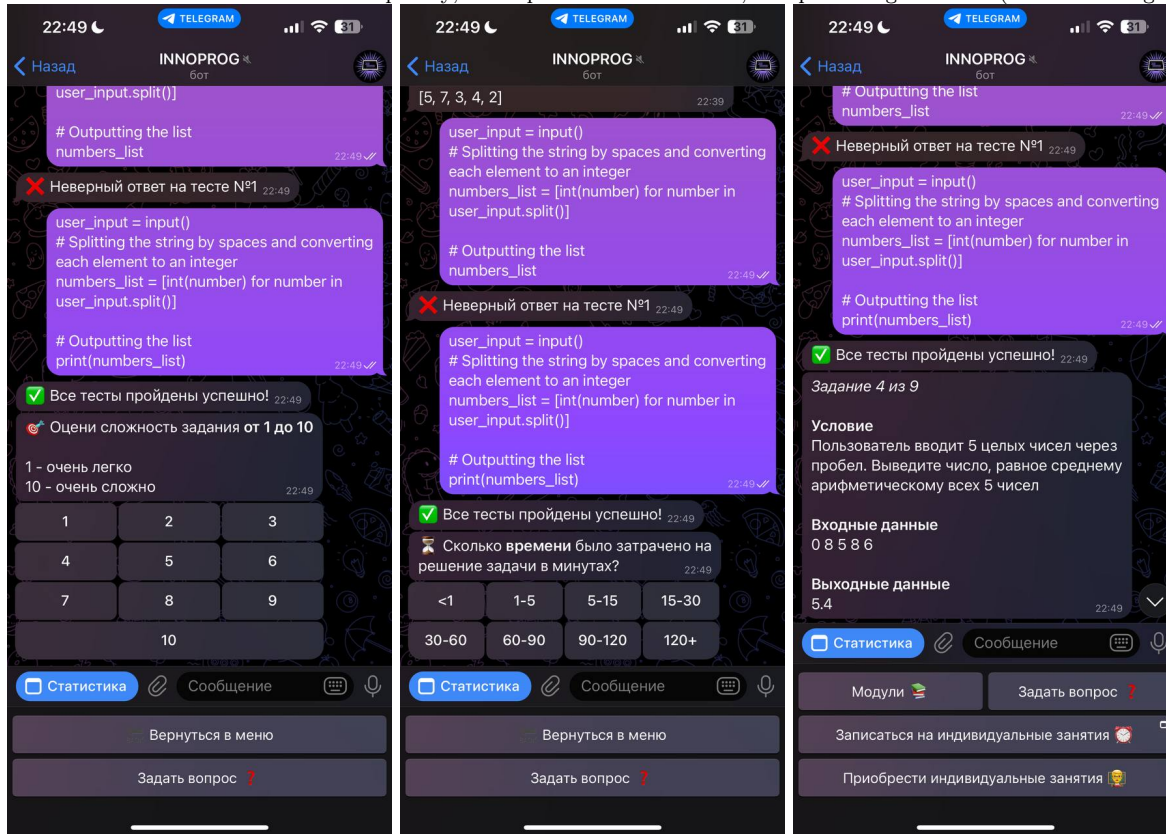 22:49
TELEGRAM
31
Назад
INNOPROG
бот
user_input.split()]
# Outputting the list
numbers_list
22:49
❌ Неверный ответ на тесте №1 22:49
user_input = input()
# Splitting the string by spaces and converting
each element to an integer
numbers_list = [int(number) for number in
user_input.split()]
# Outputting the list
print(numbers_list)
22:49
✅ Все тесты пройдены успешно! 22:49
🎯 Оцени сложность задания от 1 до 10
1 - очень легко
10 - очень сложно
22:49
1 2 3
4 5 6
7 8 9
10
Статистика
Сообщение
Вернуться в меню
Задать вопрос ❓
22:49
TELEGRAM
31
Назад
INNOPROG
бот
[5, 7, 3, 4, 2]
22:39
user_input = input()
# Splitting the string by spaces and converting
each element to an integer
numbers_list = [int(number) for number in
user_input.split()]
# Outputting the list
numbers_list
22:49
❌ Неверный ответ на тесте №1 22:49
user_input = input()
# Splitting the string by spaces and converting
each element to an integer
numbers_list = [int(number) for number in
user_input.split()]
# Outputting the list
print(numbers_list)
22:49
✅ Все тесты пройдены успешно! 22:49
⏳ Сколько времени было затрачено на
решение задачи в минутах?
22:49
<1 1-5 5-15 15-30
30-60 60-90 90-120 120+
Статистика
Сообщение
Вернуться в меню
Задать вопрос ❓
22:49
TELEGRAM
31
Назад
INNOPROG
бот
# Outputting the list
numbers_list
22:49
❌ Неверный ответ на тесте №1 22:49
user_input = input()
# Splitting the string by spaces and converting
each element to an integer
numbers_list = [int(number) for number in
user_input.split()]
# Outputting the list
print(numbers_list)
22:49
✅ Все тесты пройдены успешно! 22:49
Задание 4 из 9
Условие
Пользователь вводит 5 целых чисел через
пробел. Выведите число, равное среднему
арифметическому всех 5 чисел
Входные данные
0 8 5 8 6
Выходные данные
5.4
22:49
Статистика
Сообщение
Модули 📚
Задать вопрос ❓
Записаться на индивидуальные занятия ⏰
Приобрести индивидуальные занятия 👨‍🏫